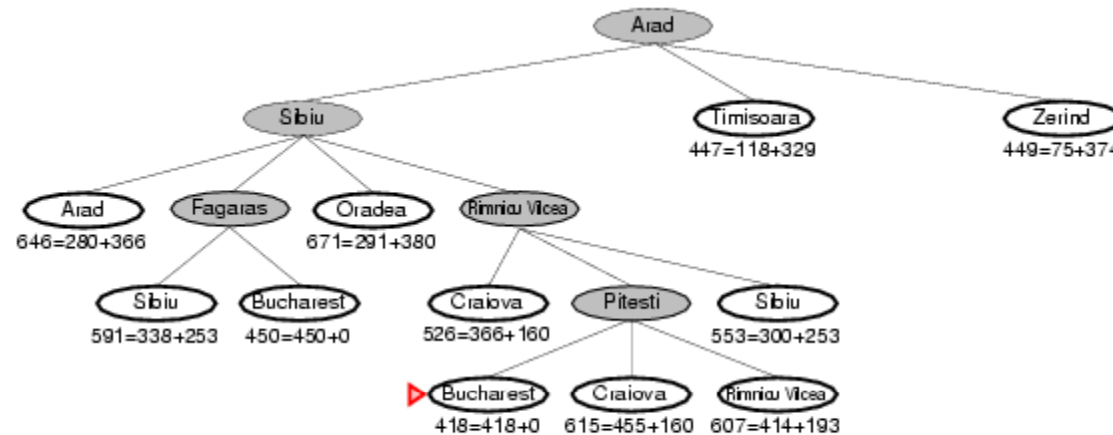 Arad
Sibiu
Timisoara
Zerind
447=118+329
449=75+374
Arad
Fagaras
Oradea
Rimnicu Vilcea
646=280+366
671=291+380
Sibiu
Bucharest
Craiova
Pitesti
Sibiu
591=338+253
450=450+0
526=366+160
553=300+253
Bucharest
Craiova
Rimnicu Vilcea
418=418+0
615=455+160
607=414+193